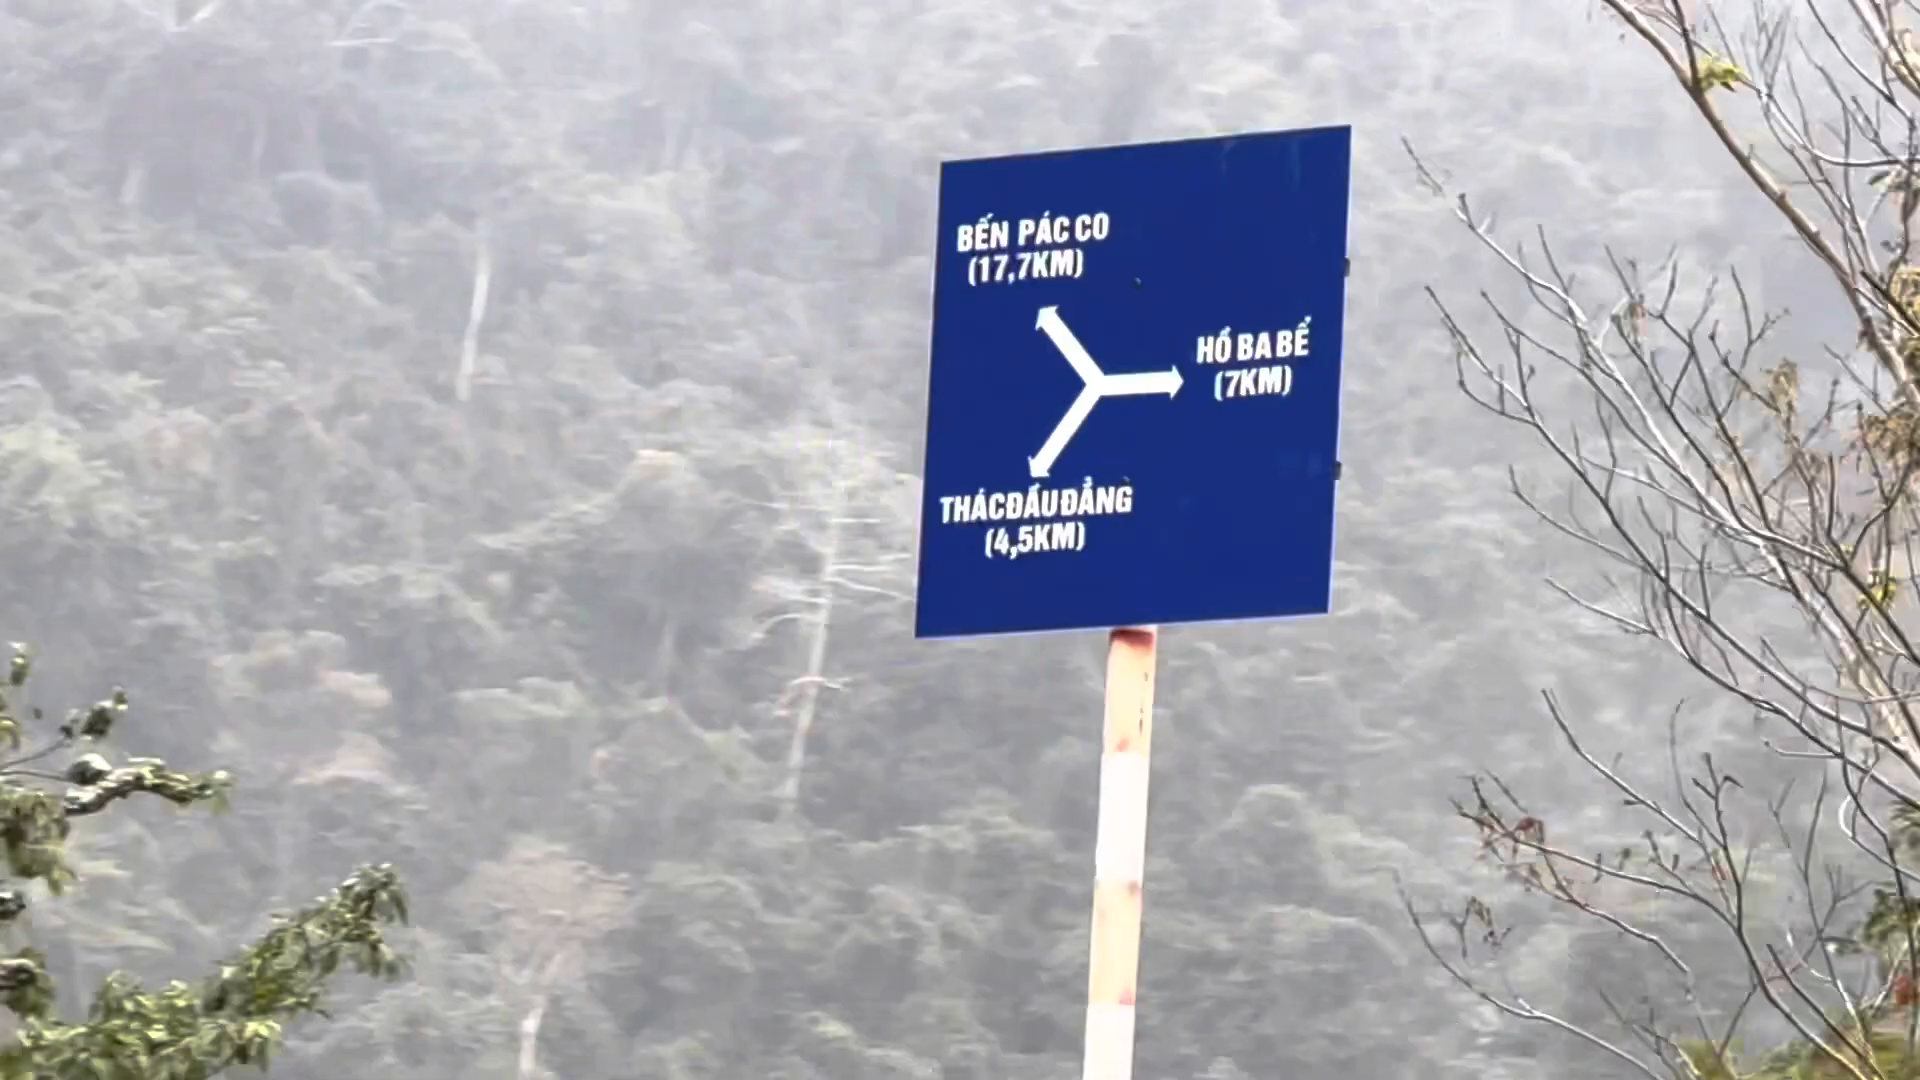 BẾN PÁC CO
(17,7KM)
HỒ BA BỂ
(7KM)
THÁC ĐẦU ĐẲNG
(4,5KM)